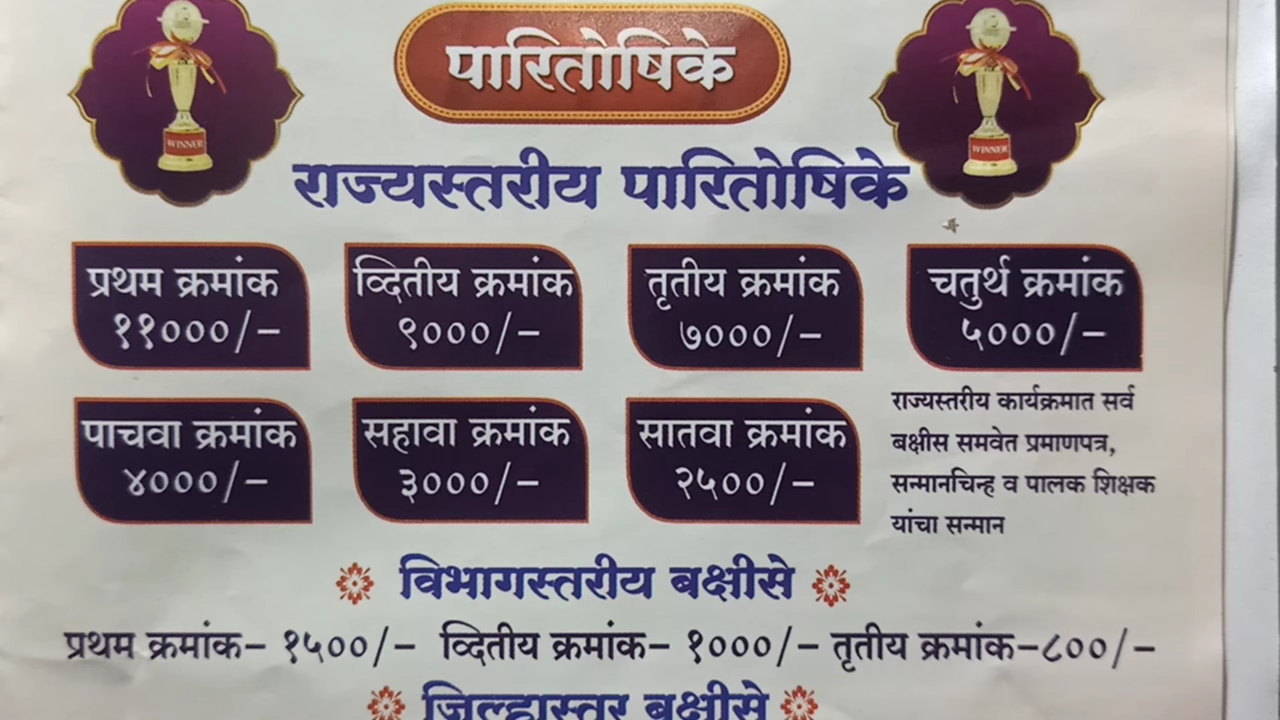 पारितोषिके
WINNER
WINNER
राज्यस्तरीय पारितोषिके
प्रथम क्रमांक
११०००/-
व्दितीय क्रमांक
९०००/-
तृतीय क्रमांक
७०००/-
चतुर्थ क्रमांक
५०००/-
पाचवा क्रमांक
४०००/-
सहावा क्रमांक
३०००/-
सातवा क्रमांक
२५००/-
राज्यस्तरीय कार्यक्रमात सर्व
बक्षीस समवेत प्रमाणपत्र,
सन्मानचिन्ह व पालक शिक्षक
यांचा सन्मान
विभागस्तरीय बक्षीसे
प्रथम क्रमांक- १५००/- व्दितीय क्रमांक- १०००/- तृतीय क्रमांक-८००/-
जिल्हास्तर बक्षीसे